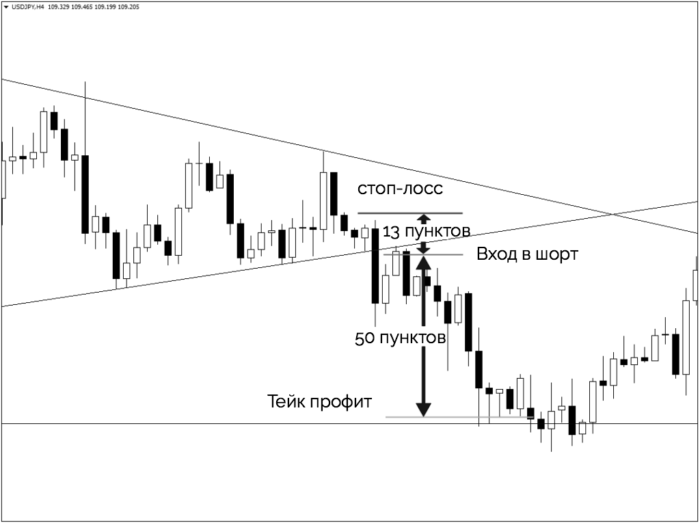 USDJPY,H4 109.329 109.465 109.199 109.205
стоп-лосс
13 пунктов
Вход в шорт
50 пунктов
Тейк профит